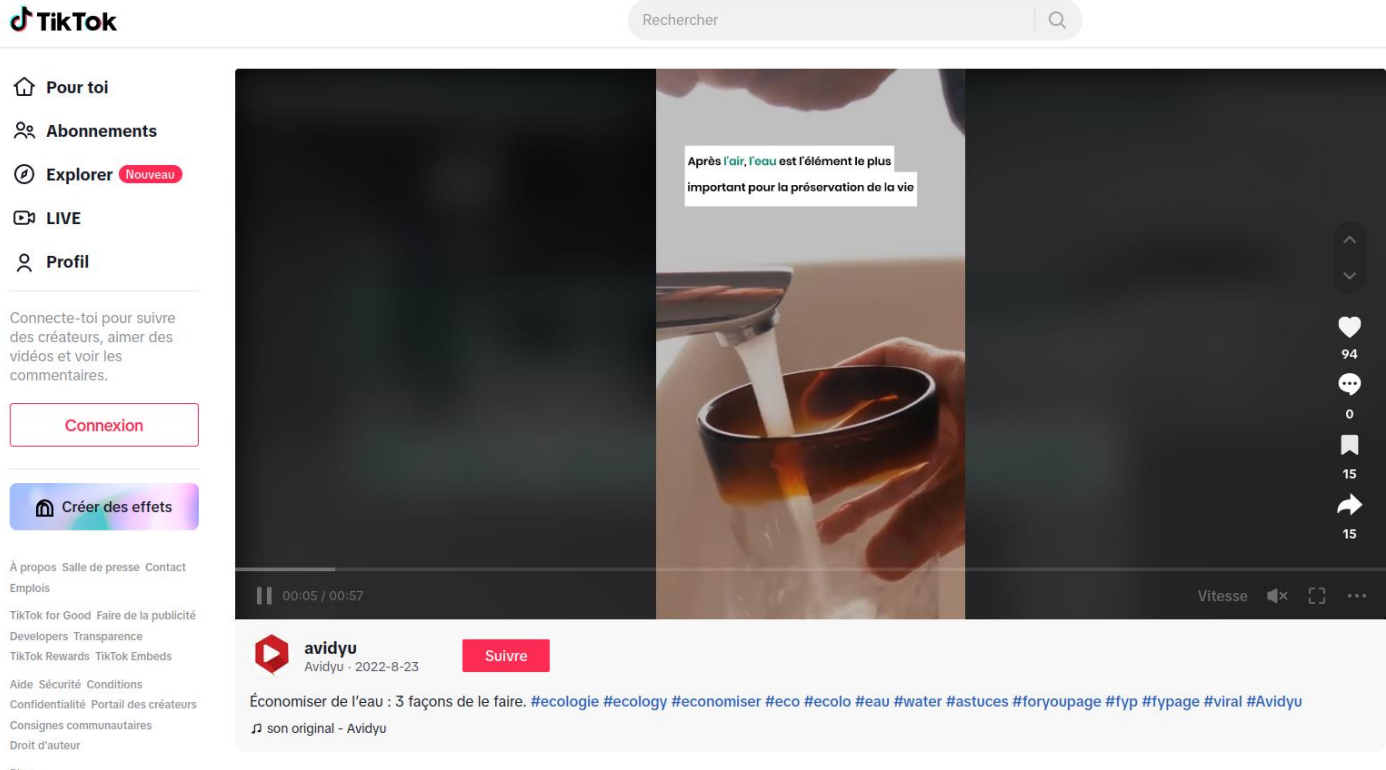 TikTok
Rechercher
Pour toi
Abonnements
Explorer Nouveau
LIVE
Profil
Connecte-toi pour suivre
des créateurs, aimer des
vidéos et voir les
commentaires.
Connexion
Créer des effets
À propos Salle de presse Contact
Emplois
TikTok for Good Faire de la publicité
Developers Transparence
TikTok Rewards TikTok Embeds
Aide Sécurité Conditions
Confidentialité Portail des créateurs
Consignes communautaires
Droit d'auteur
Après l'air, l'eau est l'élément le plus
important pour la préservation de la vie
94
0
15
15
00:05 / 00:57
Vitesse
avidyu
Avidyu · 2022-8-23
Suivre
Économiser de l'eau : 3 façons de le faire. #ecologie #ecology #economiser #eco #ecolo #eau #water #astuces #foryoupage #fyp #fypage #viral #Avidyu
son original - Avidyu